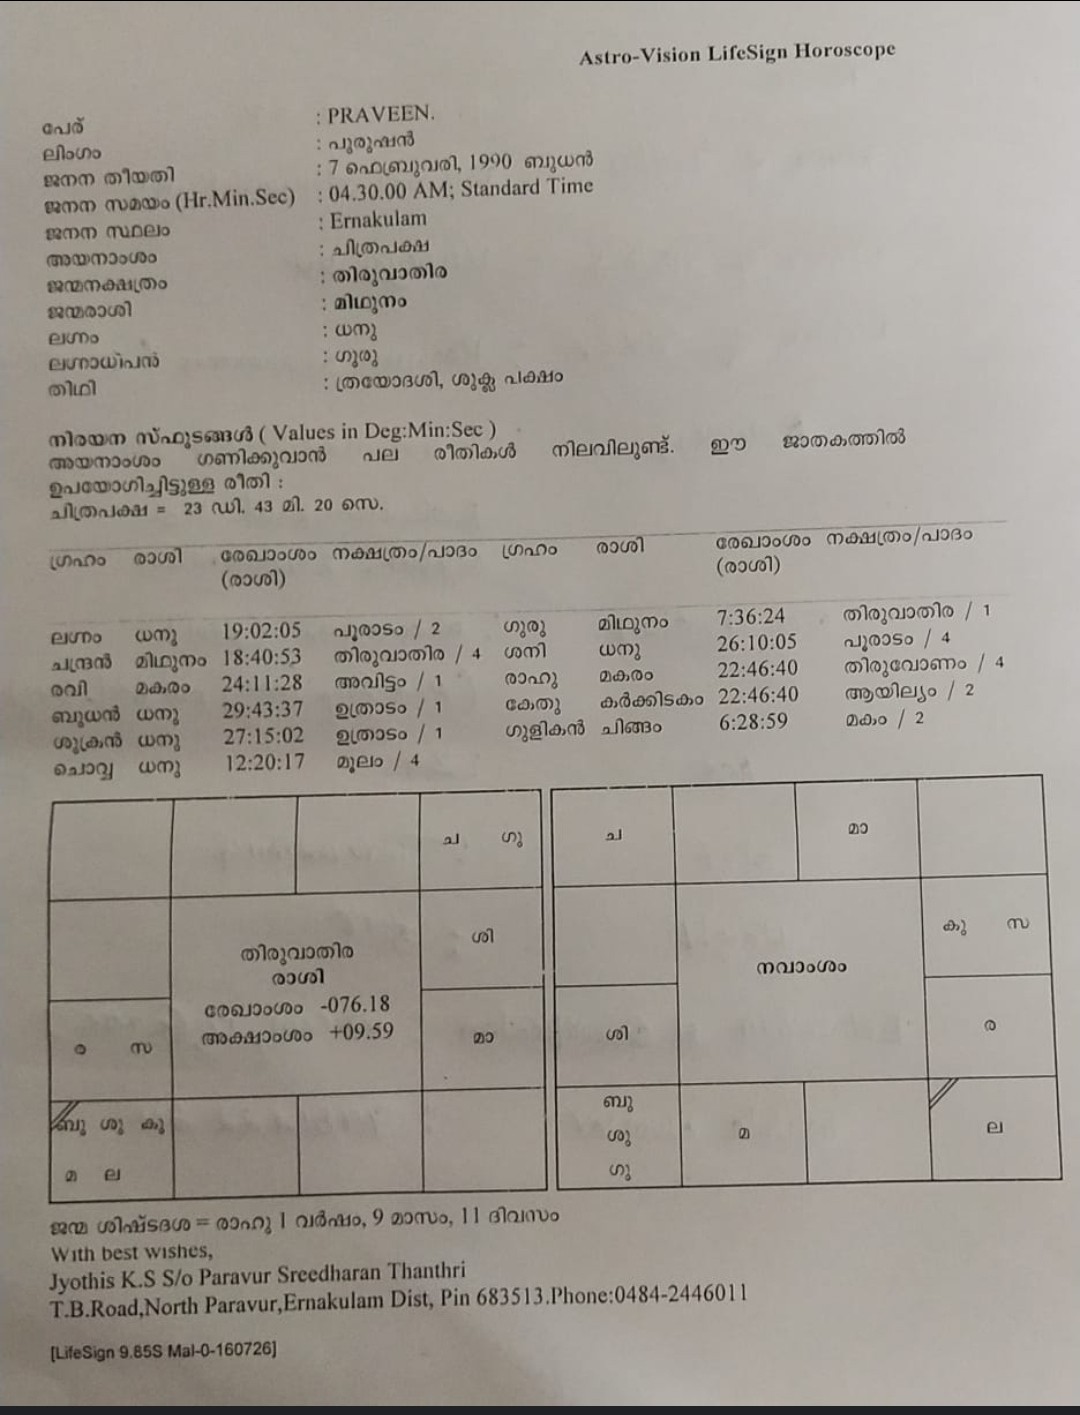 Astro-Vision LifeSign Horoscope
പേര് : PRAVEEN.
ലിംഗം : പുരുഷൻ
ജനന തീയതി : 7 ഫെബ്രുവരി, 1990 ബുധൻ
ജനന സമയം (Hr.Min.Sec) : 04.30.00 AM; Standard Time
ജനന സ്ഥലം : Ernakulam
അയനാംശം : ചിത്രപക്ഷ
ജന്മനക്ഷത്രം : തിരുവാതിര
ജന്മരാശി : മിഥുനം
ലഗ്നം : ധനു
ലഗ്നാധിപൻ : ഗുരു
തിഥി : ത്രയോദശി, ശുക്ല പക്ഷം
നിരയന സ്ഫുടങ്ങൾ ( Values in Deg:Min:Sec )
അയനാംശം ഗണിക്കുവാൻ പല രീതികൾ നിലവിലുണ്ട്. ഈ ജാതകത്തിൽ
ഉപയോഗിച്ചിട്ടുള്ള രീതി :
ചിത്രപക്ഷ = 23 ഡി. 43 മി. 20 സെ.
ഗ്രഹം രാശി രേഖാംശം നക്ഷത്രം/പാദം ഗ്രഹം രാശി രേഖാംശം നക്ഷത്രം/പാദം
(രാശി) (രാശി)
ലഗ്നം ധനു 19:02:05 പൂരാടം / 2 ഗുരു മിഥുനം 7:36:24 തിരുവാതിര / 1
ചന്ദ്രൻ മിഥുനം 18:40:53 തിരുവാതിര / 4 ശനി ധനു 26:10:05 പൂരാടം / 4
രവി മകരം 24:11:28 അവിട്ടം / 1 രാഹു മകരം 22:46:40 തിരുവോണം / 4
ബുധൻ ധനു 29:43:37 ഉത്രാടം / 1 കേതു കർക്കിടകം 22:46:40 ആയില്യം / 2
ശുക്രൻ ധനു 27:15:02 ഉത്രാടം / 1 ഗുളികൻ ചിങ്ങം 6:28:59 മകം / 2
ചൊവ്വ ധനു 12:20:17 മൂലം / 4
ച ഗു
ശി
തിരുവാതിര
രാശി
രേഖാംശം -076.18
അക്ഷാംശം +09.59
ര സ
മാ
ബു ശു കു
മ ല
ച
മാ
കു സ
നവാംശം
ശി
ര
ബു
ശു
ഗു
മ
ല
ജന്മ ശിഷ്ടദശ = രാഹു 1 വർഷം, 9 മാസം, 11 ദിവസം
With best wishes,
Jyothis K.S S/o Paravur Sreedharan Thanthri
T.B.Road,North Paravur,Ernakulam Dist, Pin 683513.Phone:0484-2446011
[LifeSign 9.85S Mal-0-160726]